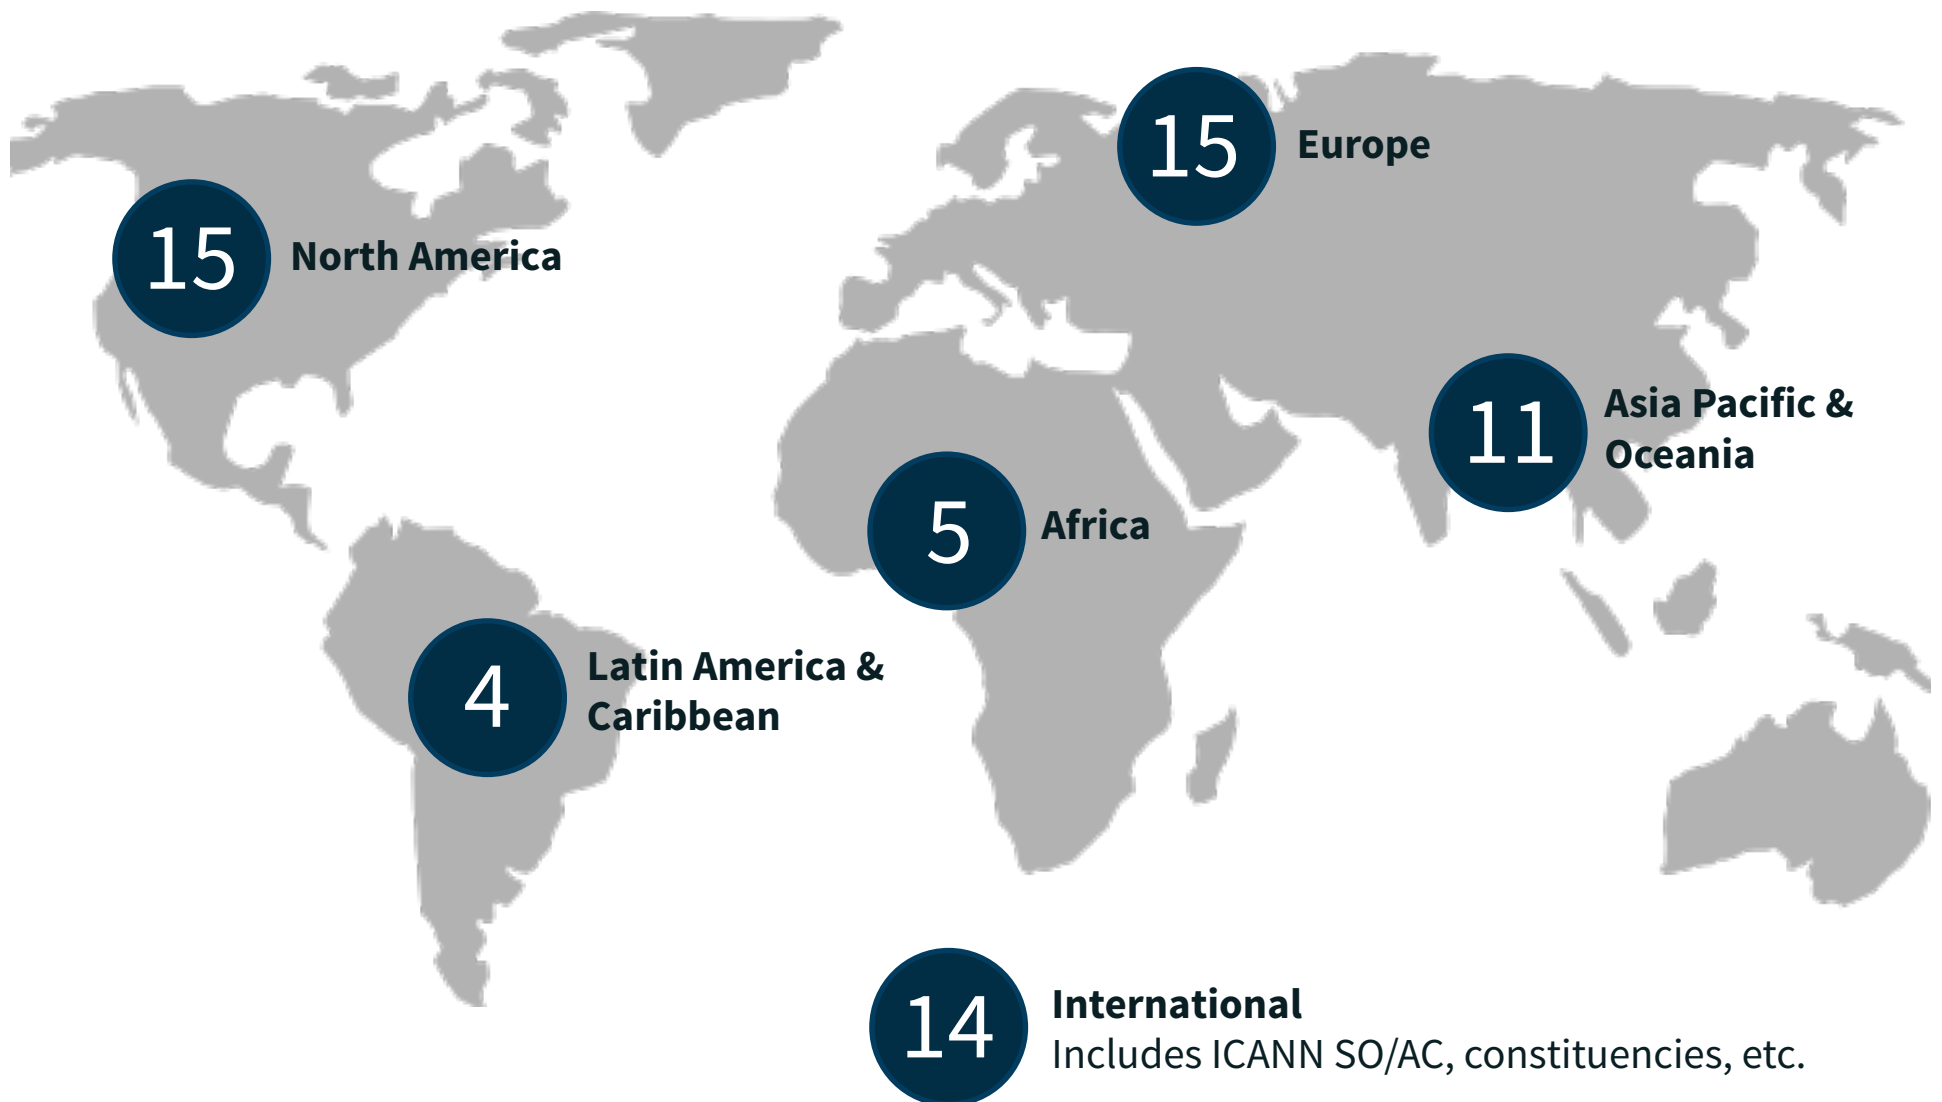 15
Europe
15
North America
11
Asia Pacific &
Oceania
5
Africa
4
Latin America &
Caribbean
14
International
Includes ICANN SO/AC, constituencies, etc.